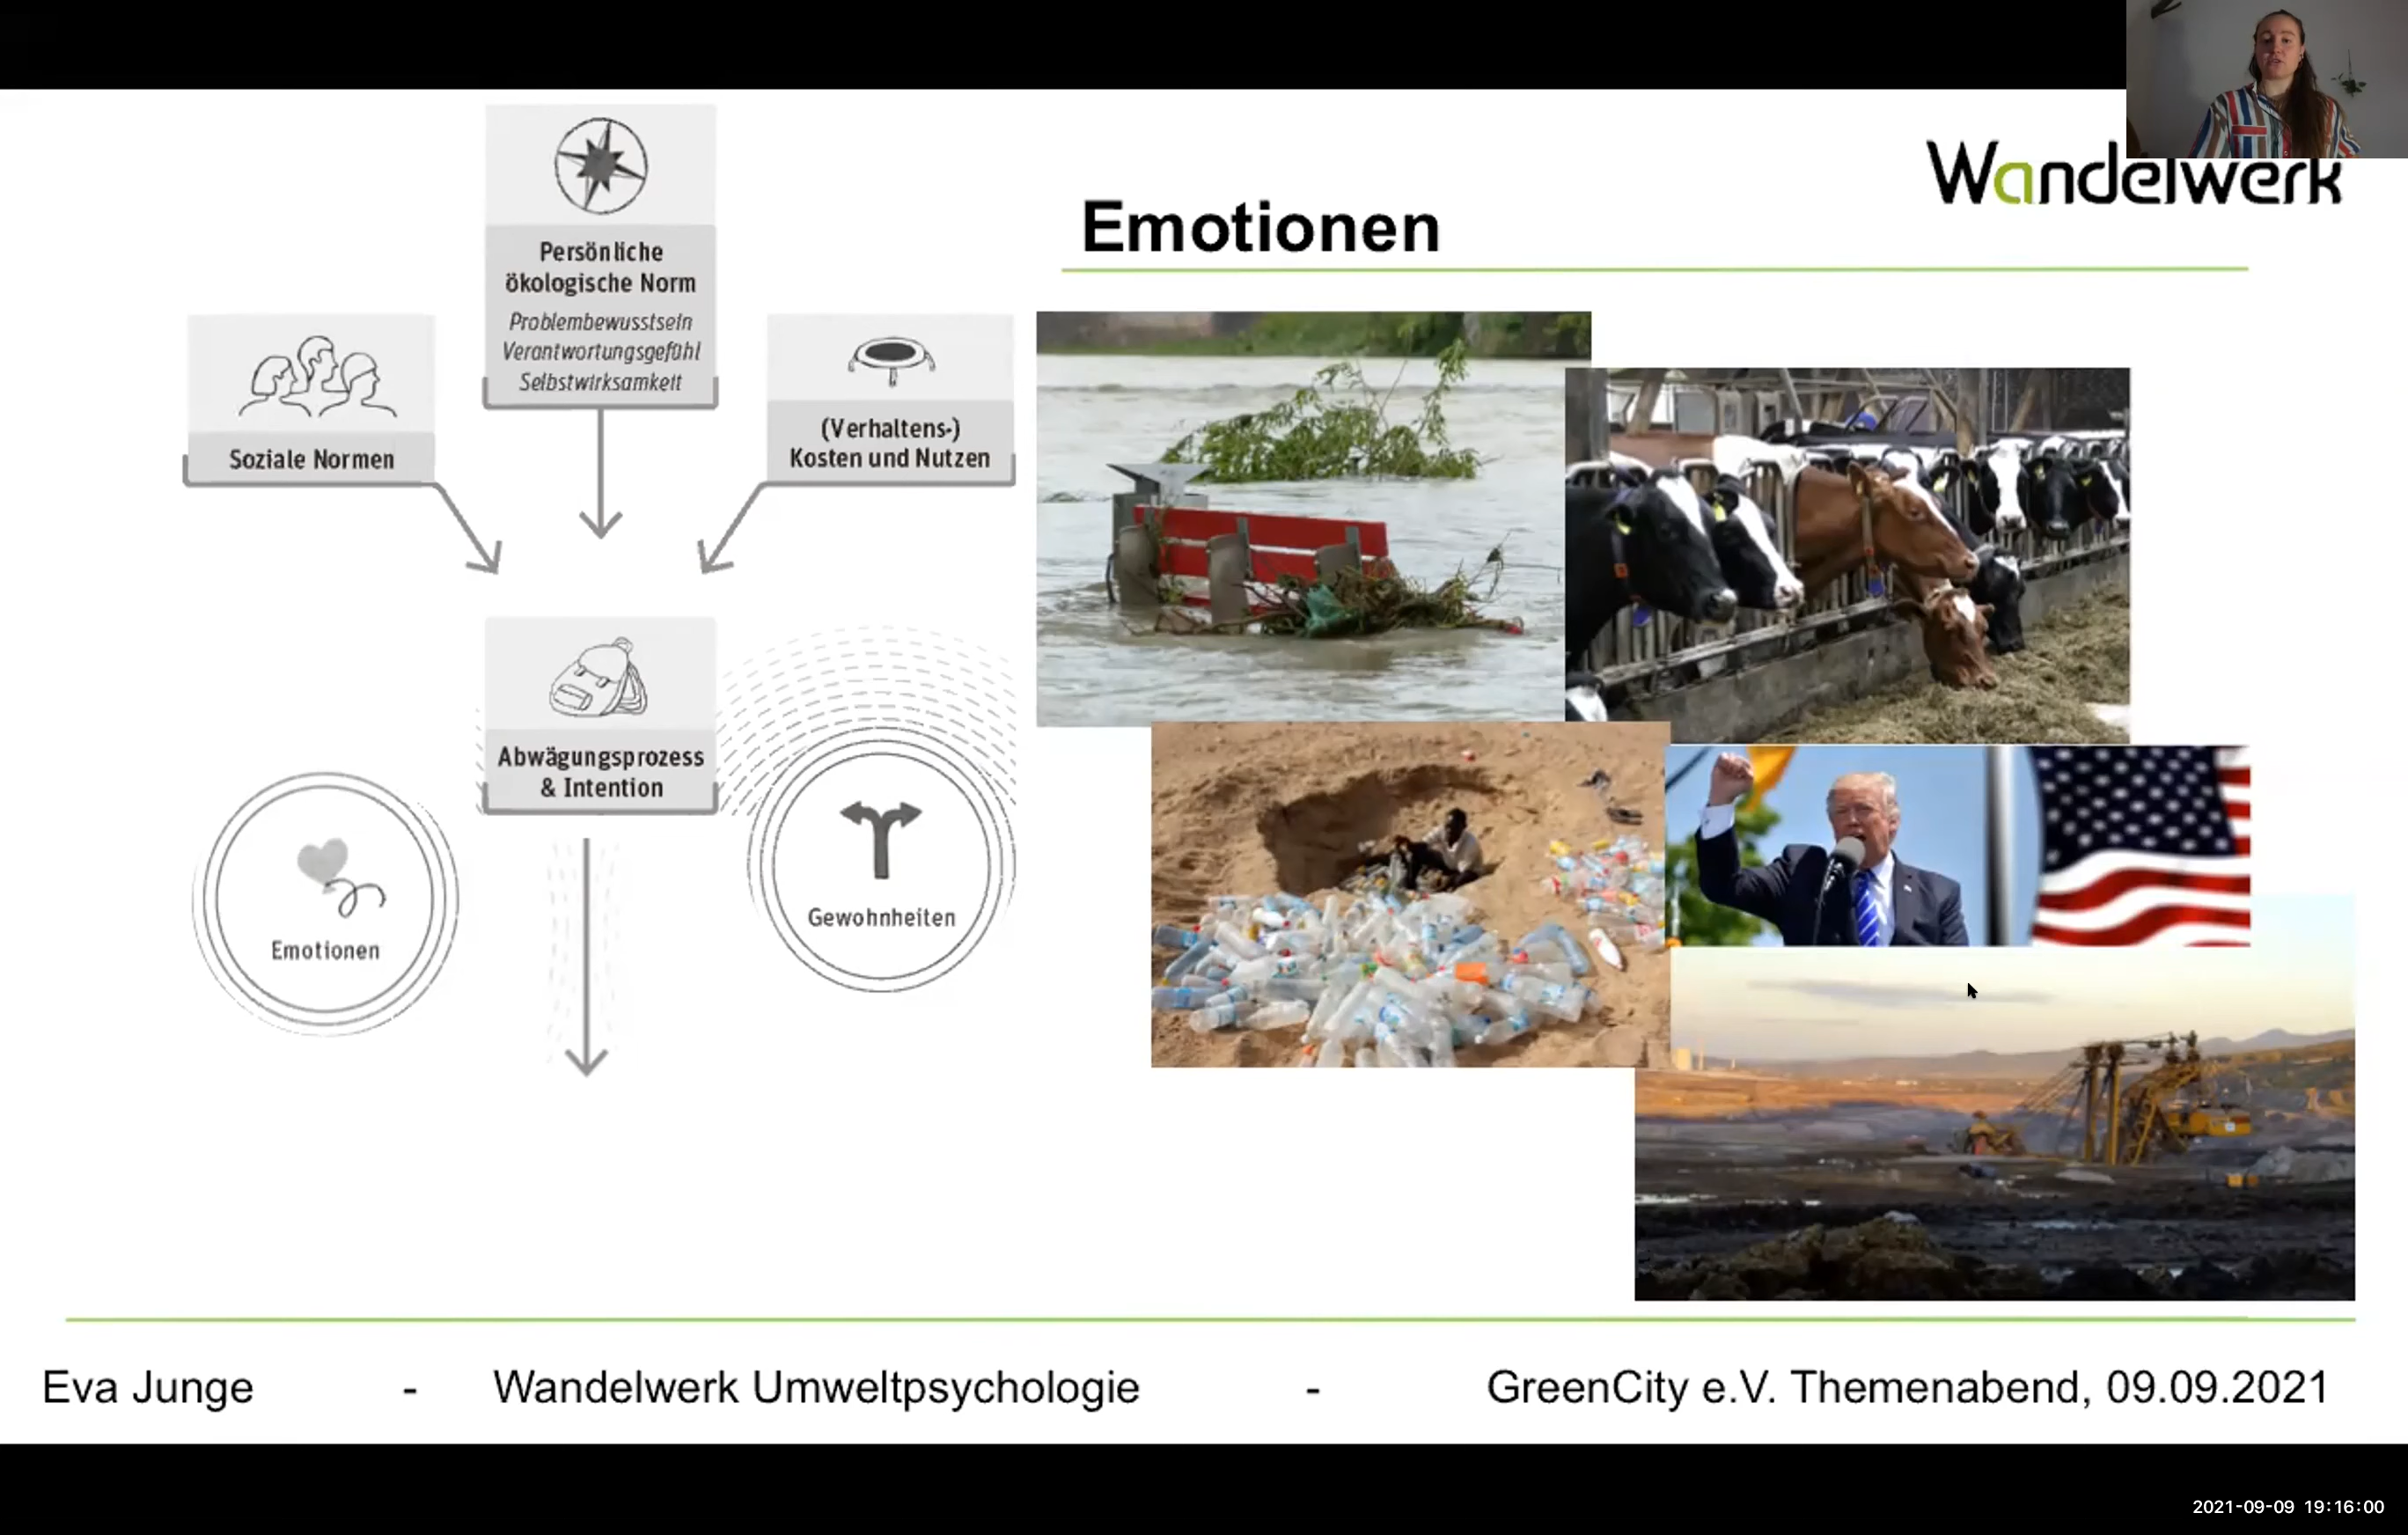 Wandelwerk
Emotionen
Persönliche
ökologische Norm
Problembewusstsein
Verantwortungsgefühl
Selbstwirksamkeit
Soziale Normen
(Verhaltens-)
Kosten und Nutzen
Abwägungsprozess
& Intention
Emotionen
Gewohnheiten
Eva Junge - Wandelwerk Umweltpsychologie - GreenCity e.V. Themenabend, 09.09.2021
2021-09-09 19:16:00